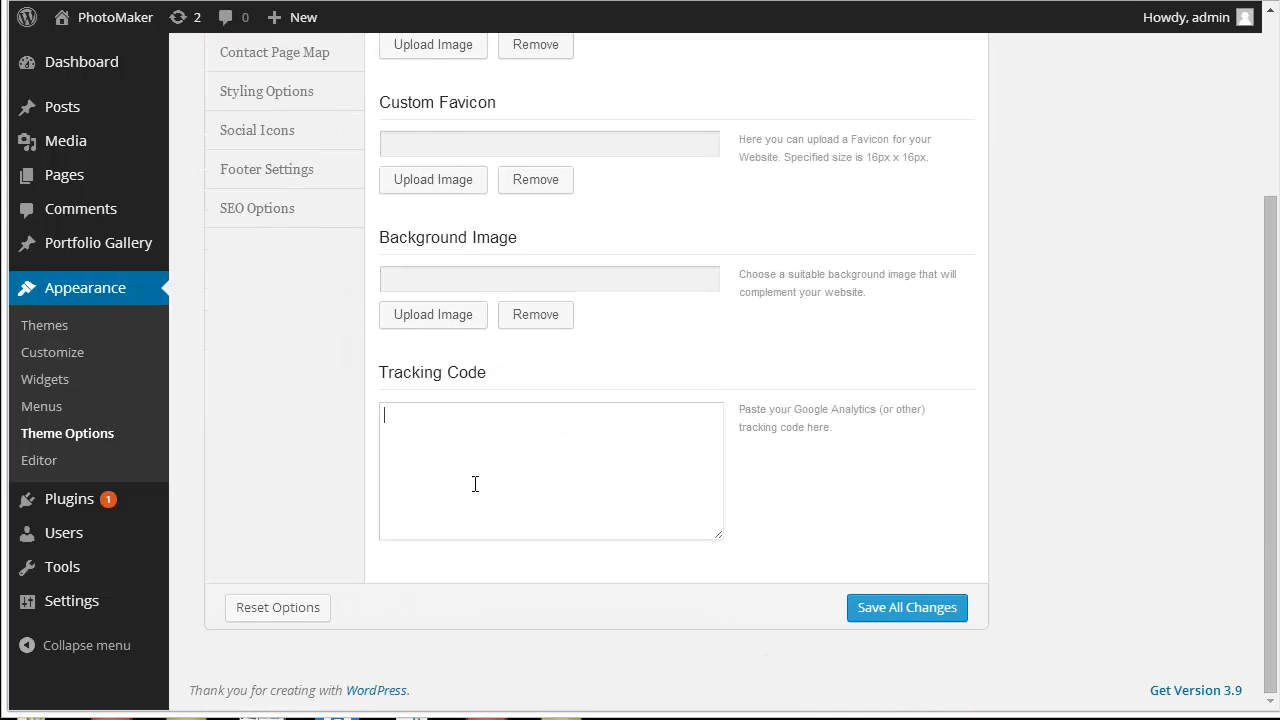 PhotoMaker 2 0 New Howdy, admin
Dashboard
Posts
Media
Pages
Comments
Portfolio Gallery
Appearance
Themes
Customize
Widgets
Menus
Theme Options
Editor
Plugins 1
Users
Tools
Settings
Collapse menu
Contact Page Map
Styling Options
Social Icons
Footer Settings
SEO Options
Upload Image Remove
Custom Favicon
Here you can upload a Favicon for your
Website. Specified size is 16px x 16px.
Upload Image Remove
Background Image
Choose a suitable background image that will
complement your website.
Upload Image Remove
Tracking Code
Paste your Google Analytics (or other)
tracking code here.
Reset Options Save All Changes
Thank you for creating with WordPress. Get Version 3.9